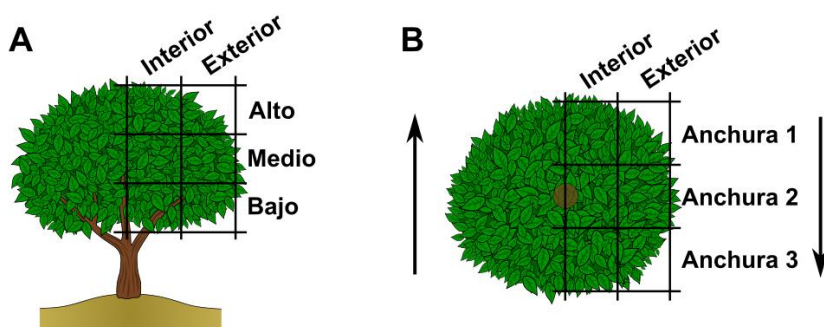 A
Interior
Exterior
Alto
Medio
Bajo
B
Interior
Exterior
Anchura 1
Anchura 2
Anchura 3